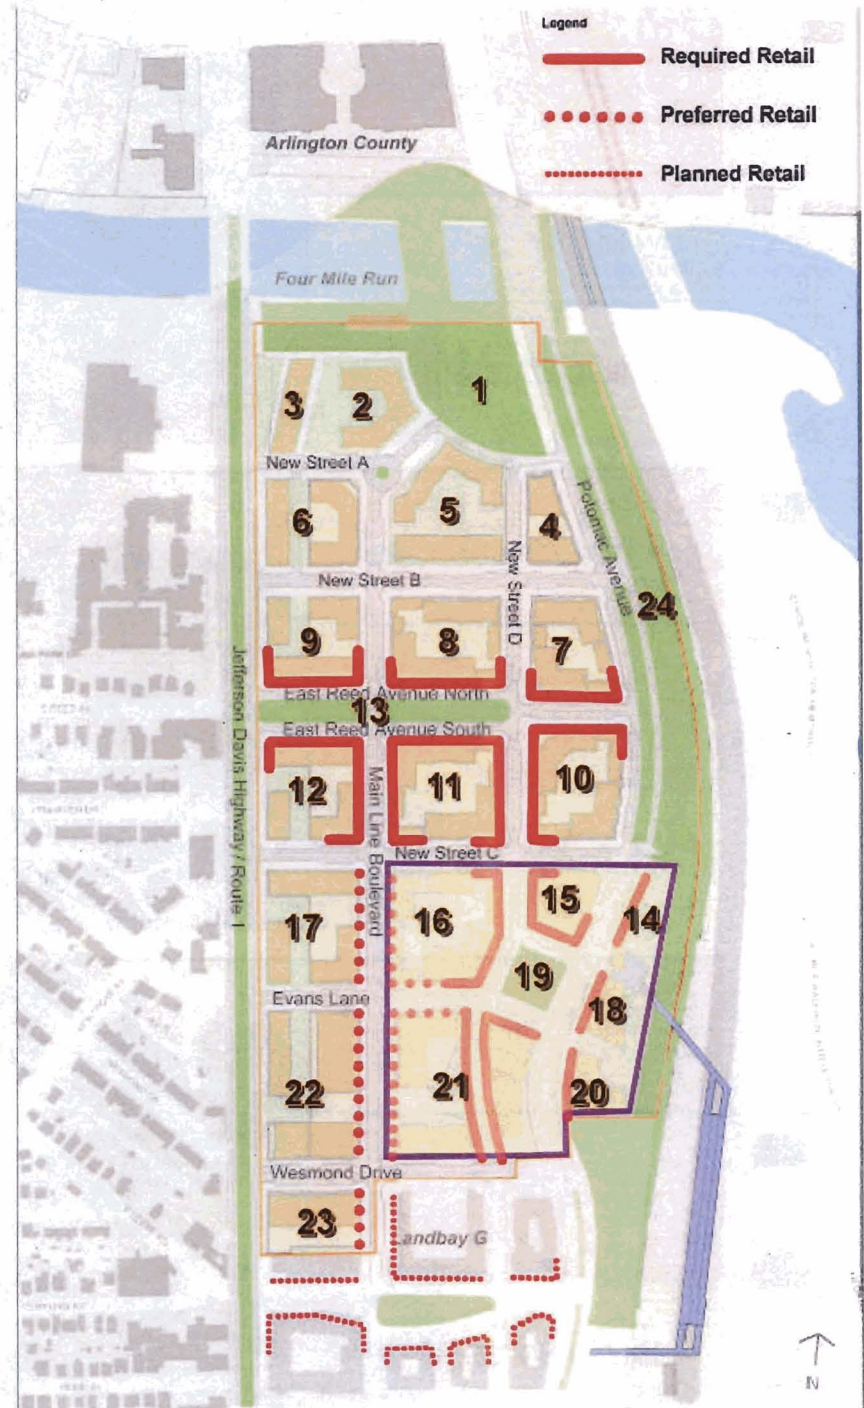 Legend
Required Retail
Preferred Retail
Planned Retail
Arlington County
Four Mile Run
1
3
2
New Street A
6
5
4
Potomac Avenue
New Street B
New Street D
24
9
8
7
East Reed Avenue North
13
East Reed Avenue South
Jefferson Davis Highway / Route 1
12
11
10
Main Line Boulevard
New Street C
17
16
15
14
19
Evans Lane
18
22
21
20
Wesmond Drive
23
Landbay G
N